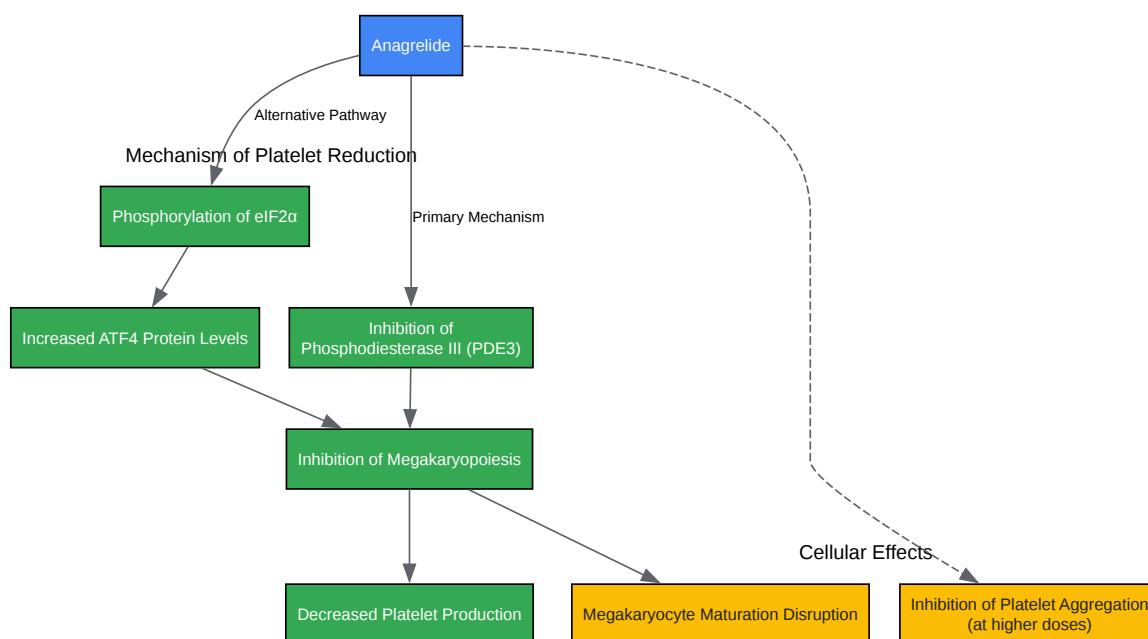 Anagrelide
Alternative Pathway
Mechanism of Platelet Reduction
Phosphorylation of eIF2α
Primary Mechanism
Increased ATF4 Protein Levels
Inhibition of
Phosphodiesterase III (PDE3)
Inhibition of Megakaryopoiesis
Cellular Effects
Decreased Platelet Production
Megakaryocyte Maturation Disruption
Inhibition of Platelet Aggregation
(at higher doses)